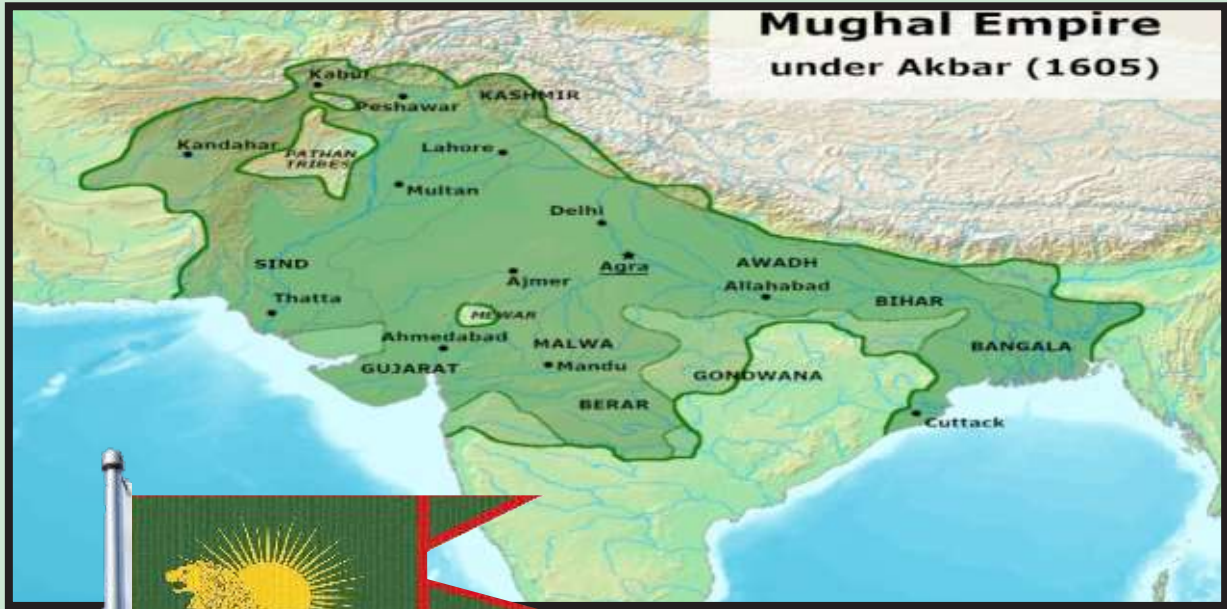 Mughal Empire
under Akbar (1605)
Kabul
Peshawar
KASHMIR
Kandahar
PATHAN
TRIBES
Lahore
Multan
Delhi
SIND
Ajmer
Agra
AWADH
Allahabad
Thatta
BIHAR
MEWAR
Ahmedabad
MALWA
BANGALA
GUJARAT
Mandu
GONDWANA
BERAR
Cuttack